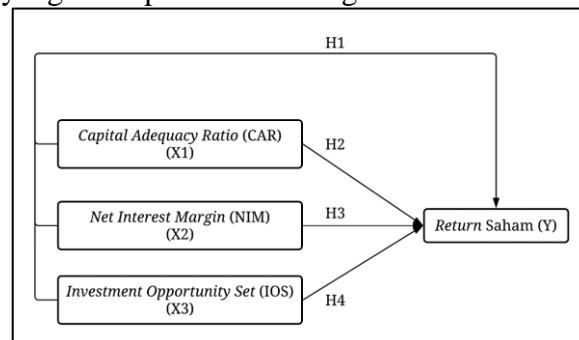 H1
Capital Adequacy Ratio (CAR)
(X1)
H2
Net Interest Margin (NIM)
(X2)
H3
Return Saham (Y)
Investment Opportunity Set (IOS)
(X3)
H4